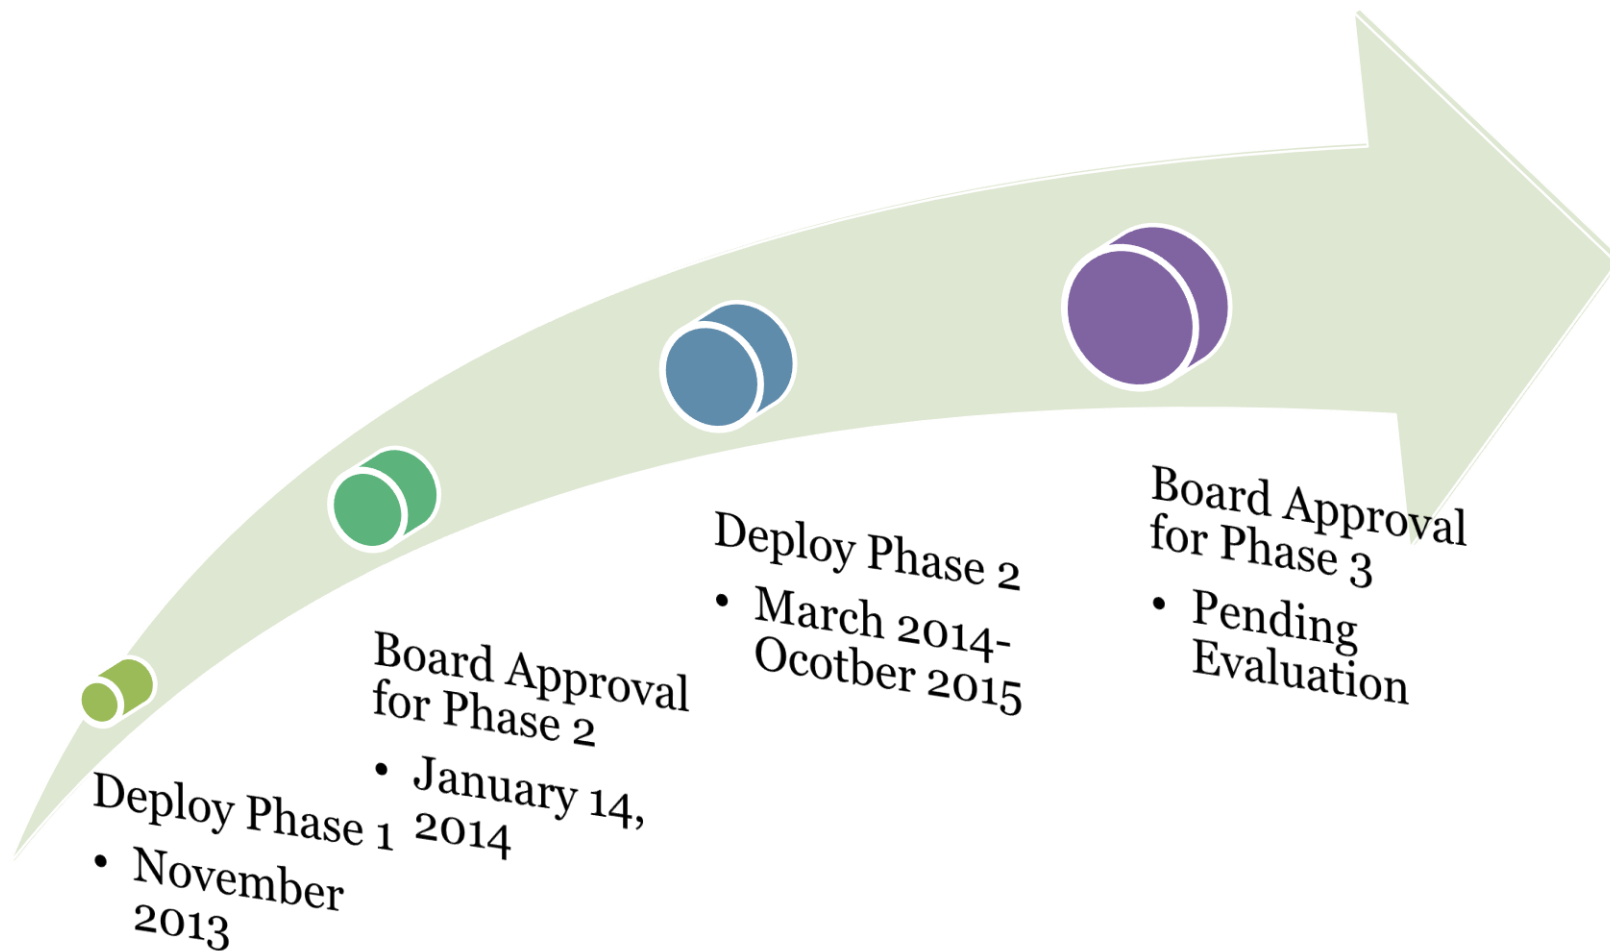 Deploy Phase 1
• November
2013
Board Approval
for Phase 2
• January 14,
2014
Deploy Phase 2
• March 2014-
Ocotber 2015
Board Approval
for Phase 3
• Pending
Evaluation